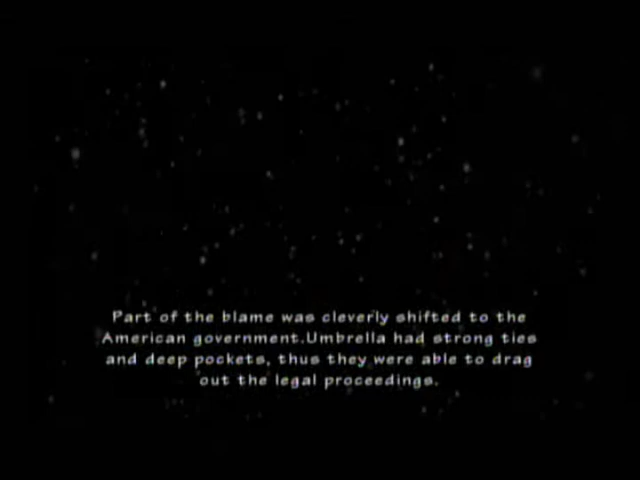 Part of the blame was cleverly shifted to the
American government.Umbrella had strong ties
and deep pockets, thus they were able to drag
out the legal proceedings.